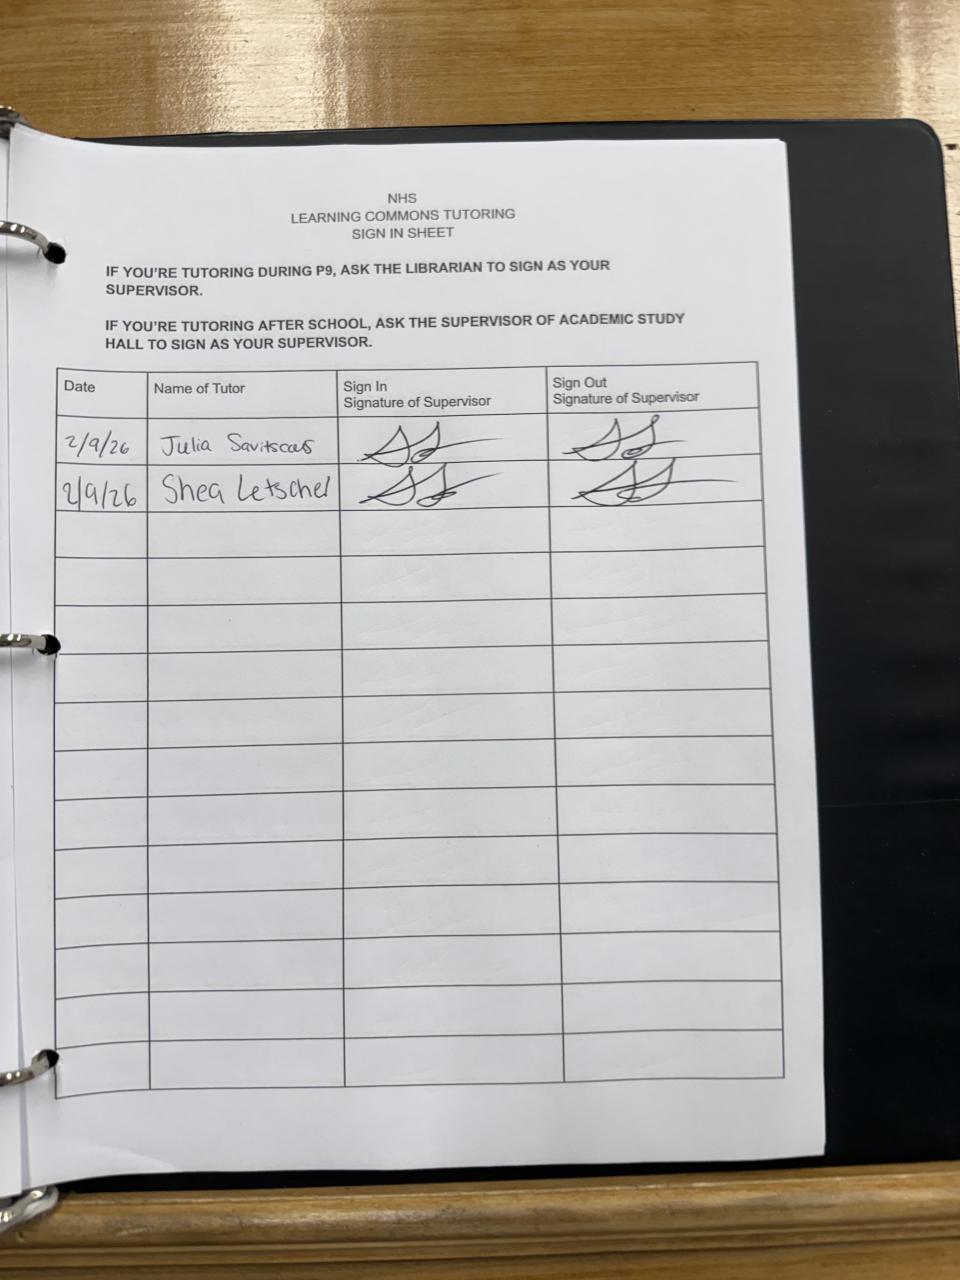 NHS
LEARNING COMMONS TUTORING
SIGN IN SHEET
IF YOU'RE TUTORING DURING P9, ASK THE LIBRARIAN TO SIGN AS YOUR
SUPERVISOR.
IF YOU'RE TUTORING AFTER SCHOOL, ASK THE SUPERVISOR OF ACADEMIC STUDY
HALL TO SIGN AS YOUR SUPERVISOR.
Date Name of Tutor Sign In Sign Out
Signature of Supervisor Signature of Supervisor
2/9/26 Julia
2/9/26 Shea Letschel